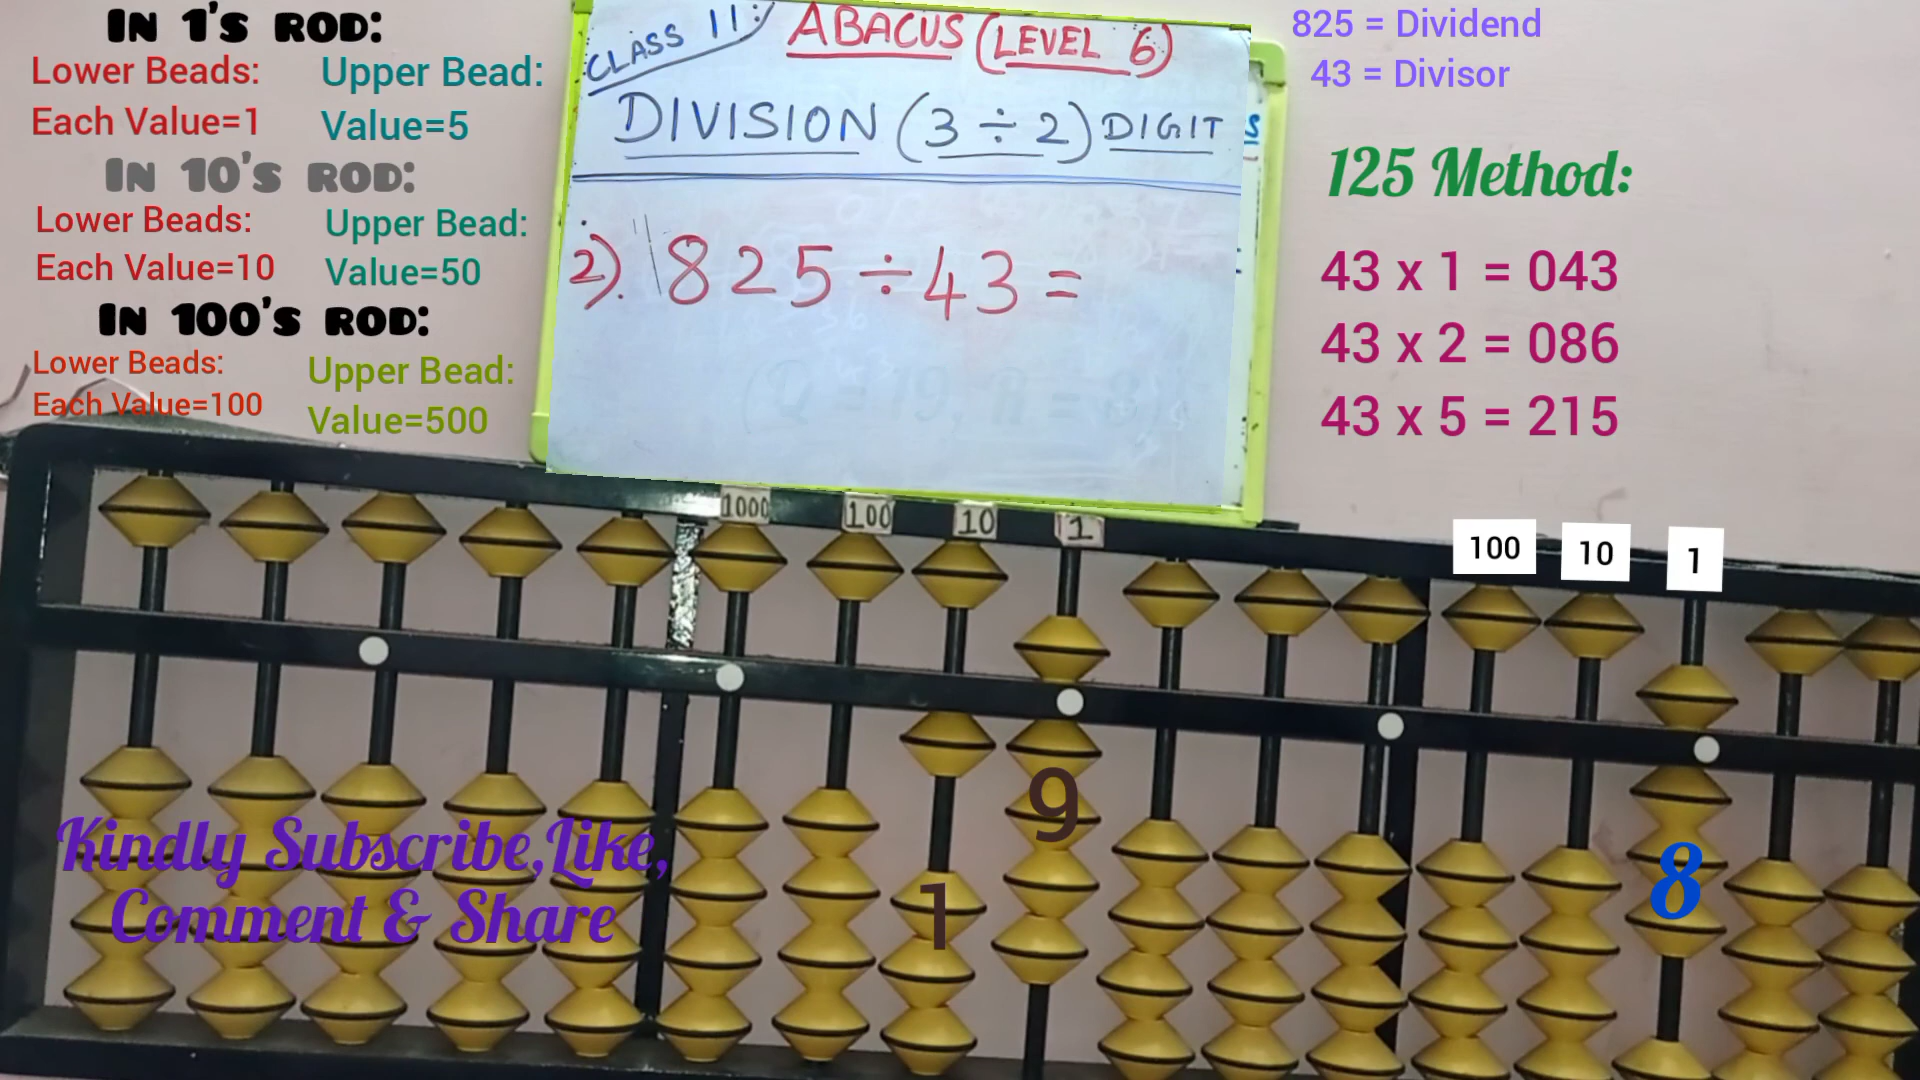 In 1's rod:
Lower Beads: Upper Bead:
Each Value=1 Value=5
In 10's rod:
Lower Beads: Upper Bead:
Each Value=10 Value=50
In 100's rod:
Lower Beads: Upper Bead:
Each Value=100 Value=500
CLASS 11:
ABACUS (LEVEL 6)
DIVISION (3 ÷ 2) DIGIT
2). 825 ÷ 43 =
(Q = 19, R = 8)
825 = Dividend
43 = Divisor
125 Method:
43 x 1 = 043
43 x 2 = 086
43 x 5 = 215
1000 100 10 1
100 10 1
9
1
8
Kindly Subscribe,Like,
Comment & Share